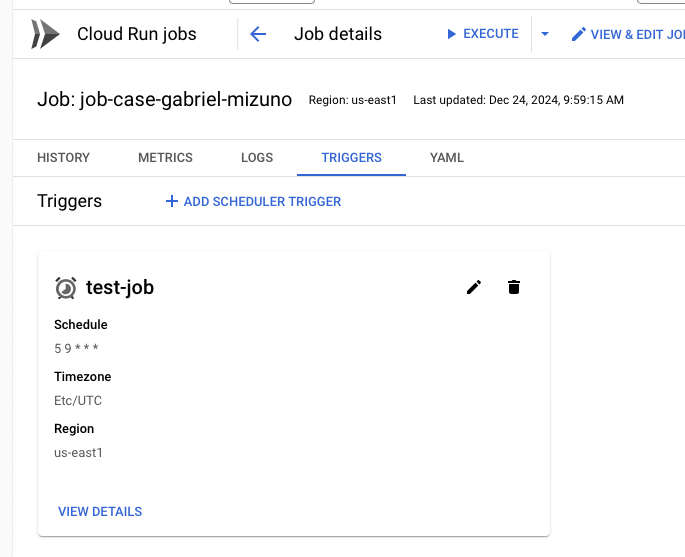 Cloud Run jobs
Job details
EXECUTE
VIEW & EDIT JO
Job: job-case-gabriel-mizuno
Region: us-east1
Last updated: Dec 24, 2024, 9:59:15 AM
HISTORY
METRICS
LOGS
TRIGGERS
YAML
Triggers
+ ADD SCHEDULER TRIGGER
test-job
Schedule
5 9 * * *
Timezone
Etc/UTC
Region
us-east1
VIEW DETAILS